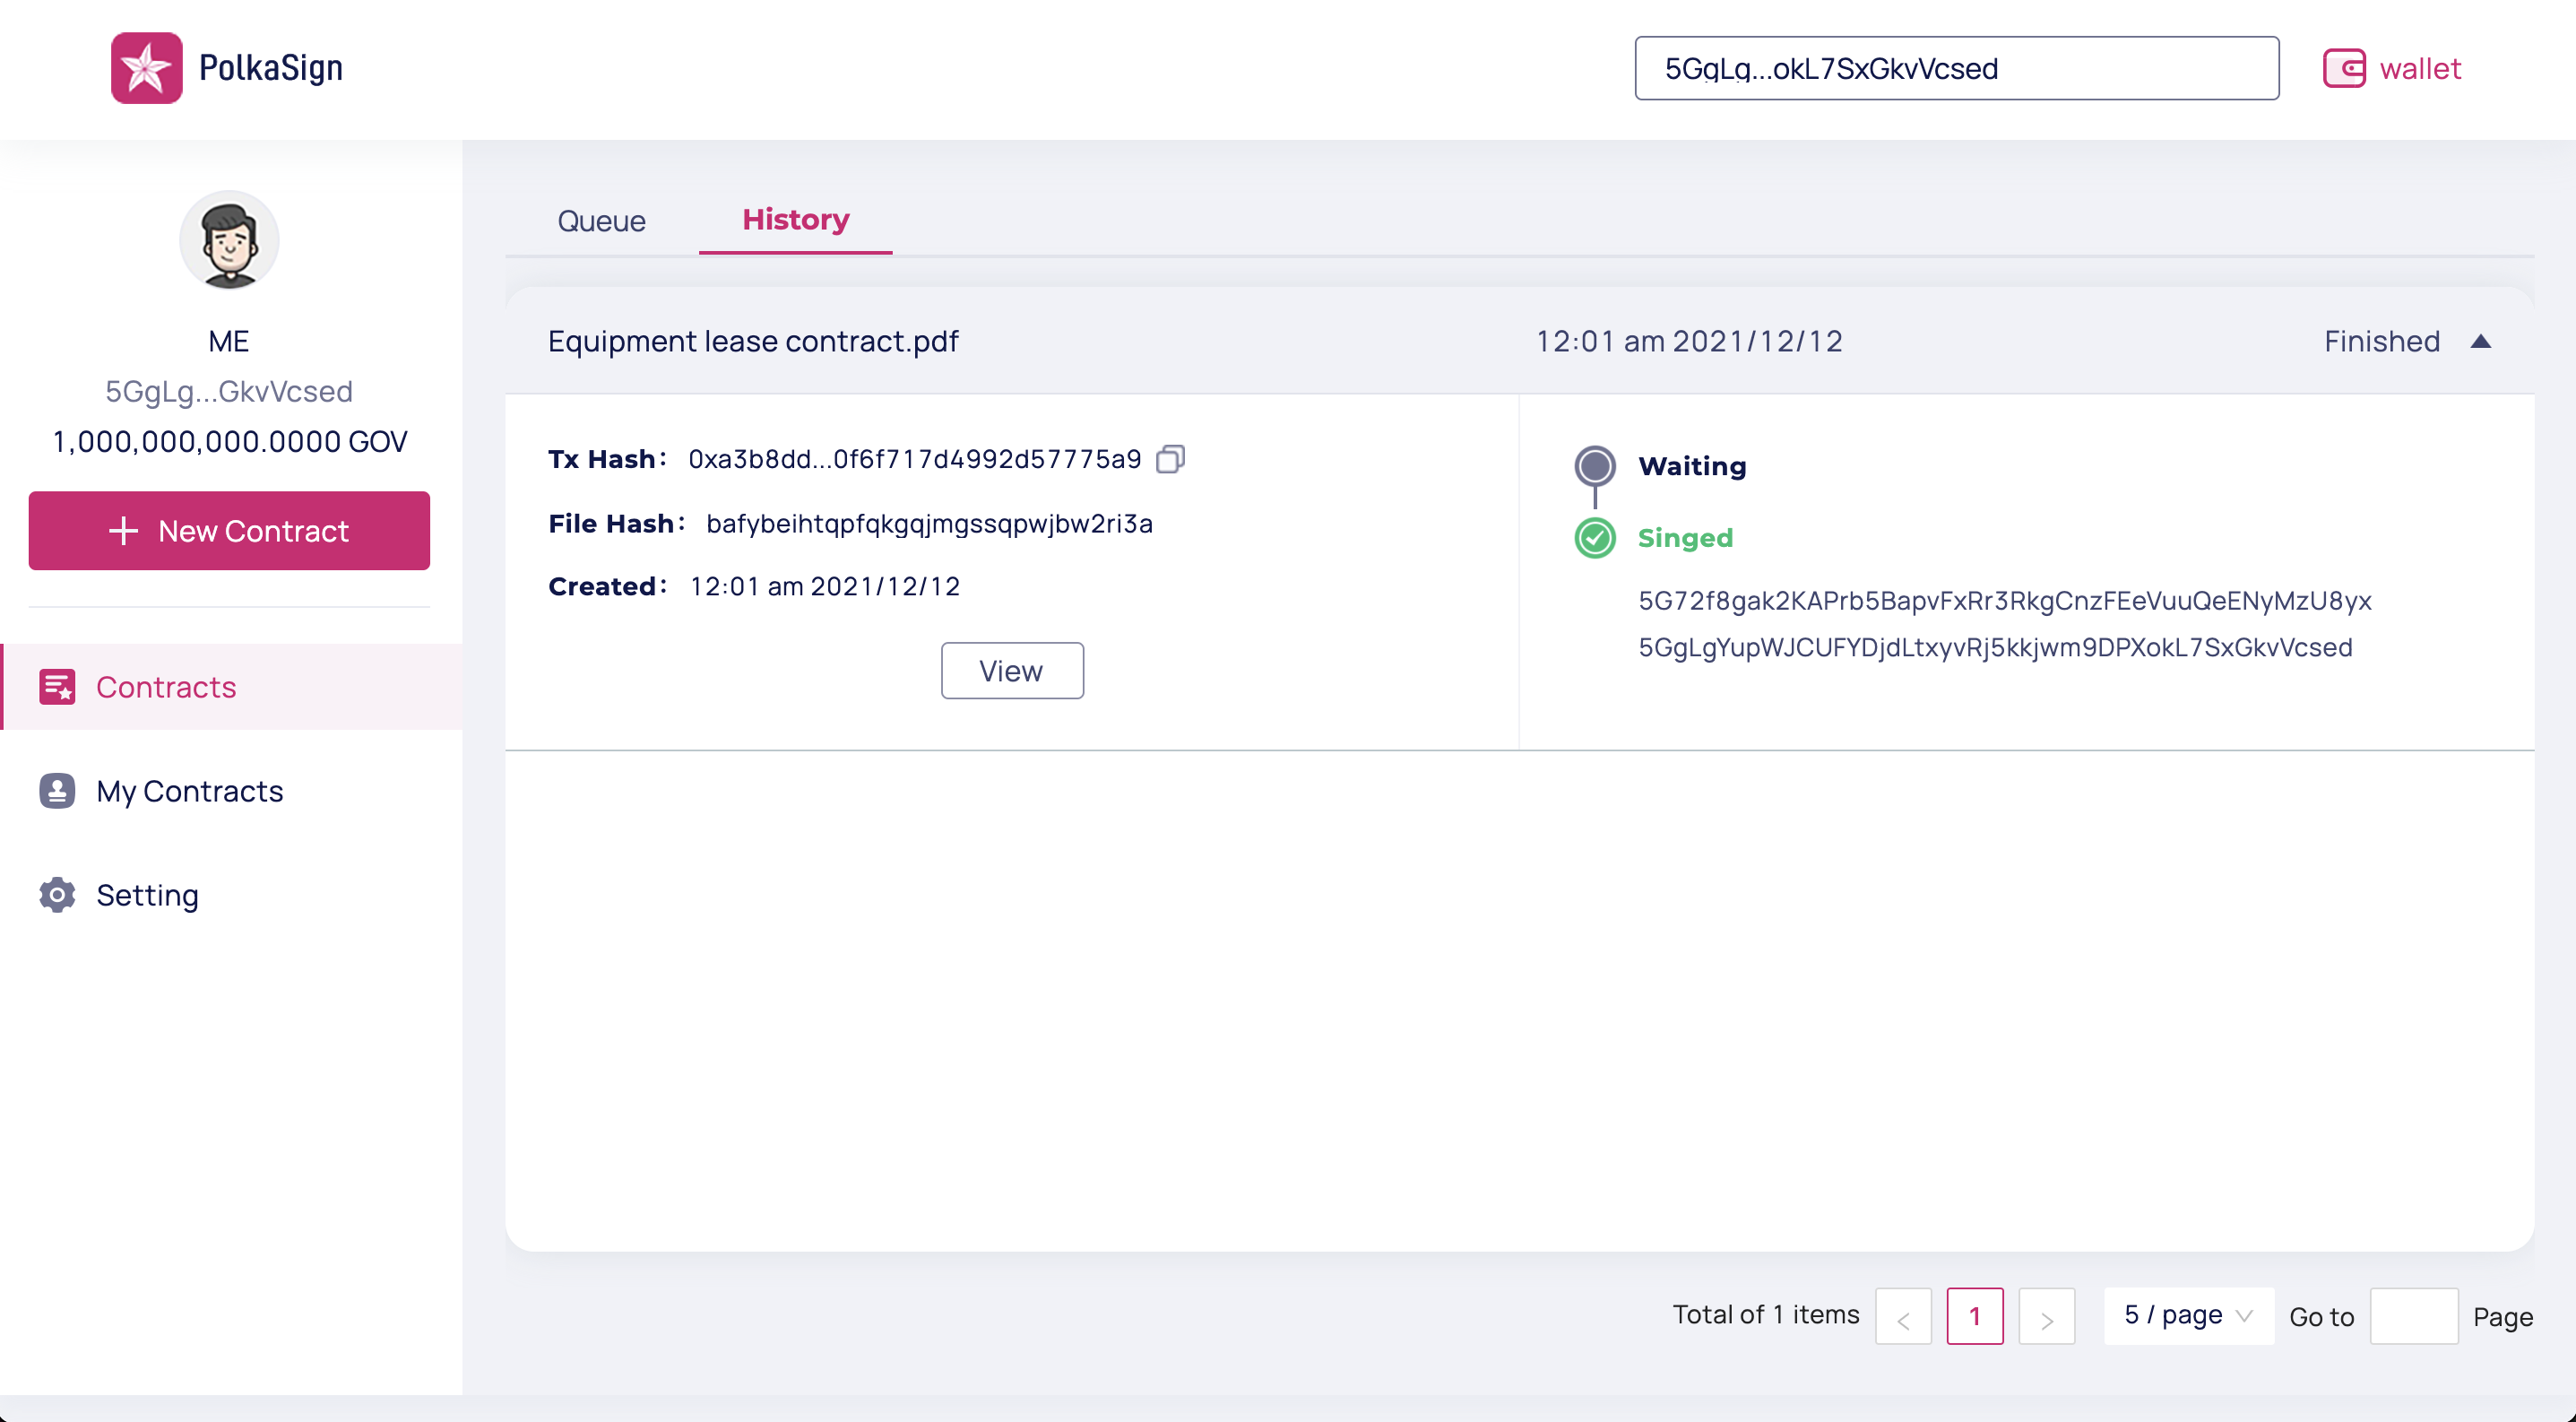 PolkaSign
5GgLg...okL7SxGkvVcsed
wallet
ME
5GgLg...GkvVcsed
1,000,000,000.0000 GOV
New Contract
Contracts
My Contracts
Setting
Queue
History
Equipment lease contract.pdf
12:01 am 2021/12/12
Finished
Tx Hash: 0xa3b8dd...0f6f717d4992d57775a9
File Hash: bafybeihtqpfqkgqjmgssqpwjbw2ri3a
Created: 12:01 am 2021/12/12
View
Waiting
Singed
5G72f8gak2KAPrb5BapvFxRr3RkgCnzFEeVuuQeENyMzU8yx
5GgLgYupWJCUFYDjdLtxyvRj5kkjwm9DPXokL7SxGkvVcsed
Total of 1 items < 1 > 5 / page Go to Page